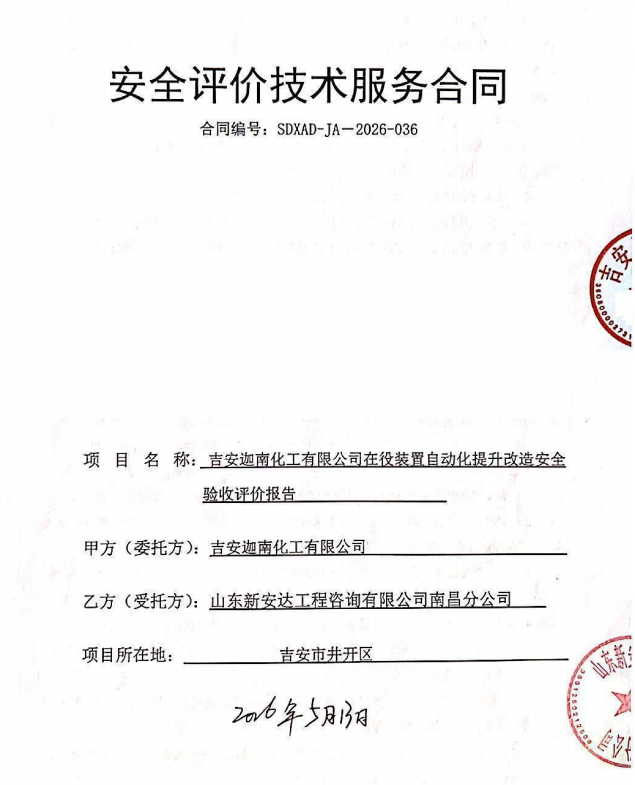 安全评价技术服务合同
合同编号：SDXAD-JA－2026-036
吉安
项 目 名 称：吉安迦南化工有限公司在役装置自动化提升改造安全
验收评价报告
甲方（委托方）：吉安迦南化工有限公司
乙方（受托方）：山东新安达工程咨询有限公司南昌分公司
项目所在地：吉安市井开区
山东新
2026年5月13日